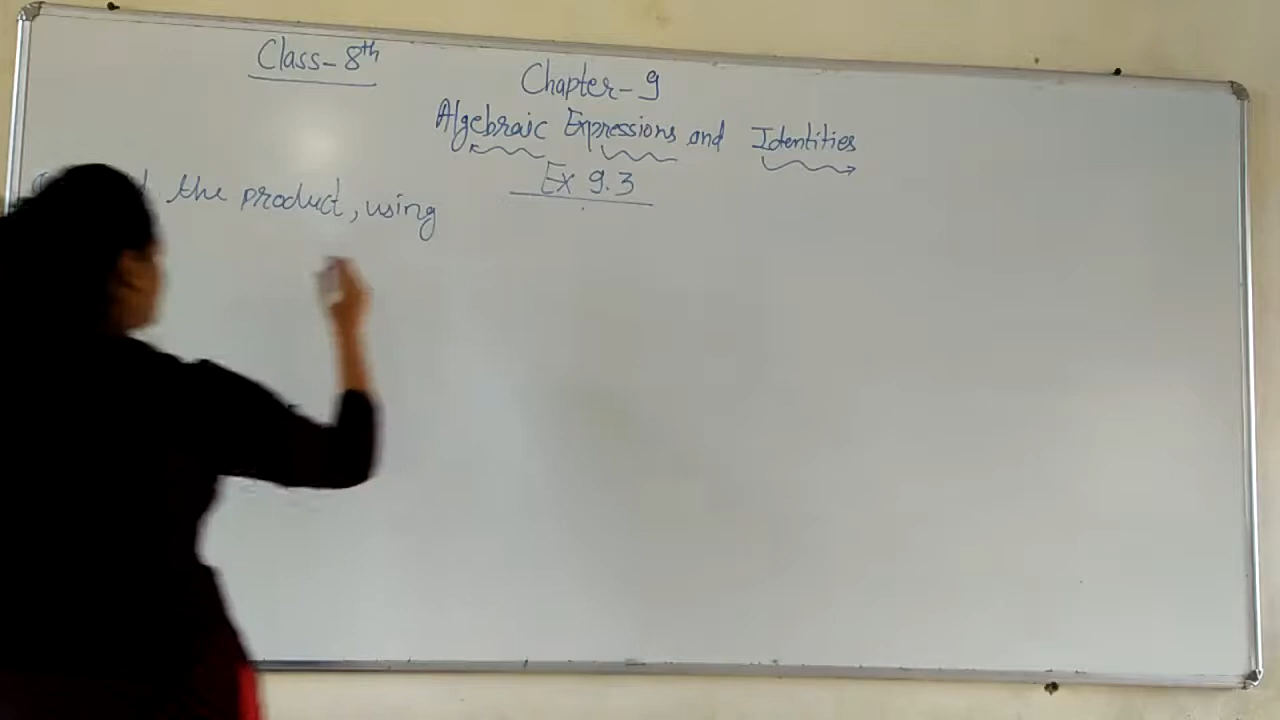 Class-8th
Chapter-9
Algebraic Expressions and Identities
Ex 9.3
the product, using